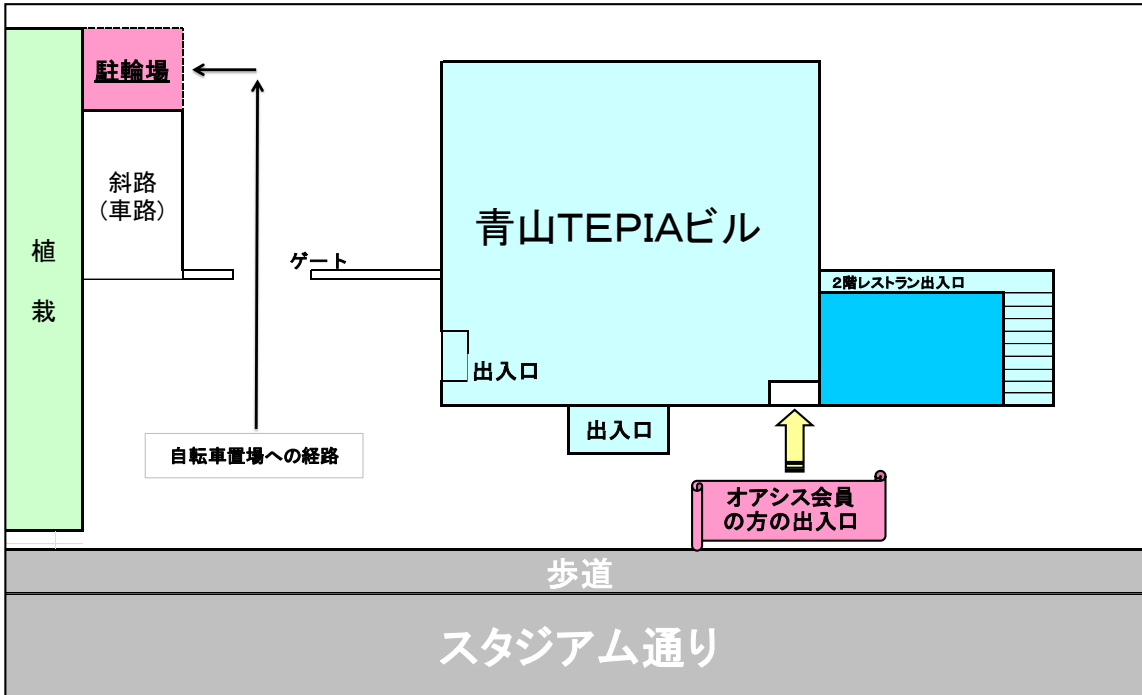 駐輪場
斜路
(車路)
植
栽
ゲート
青山TEPIAビル
2階レストラン出入口
出入口
出入口
自転車置場への経路
オアシス会員
の方の出入口
歩道
スタジアム通り